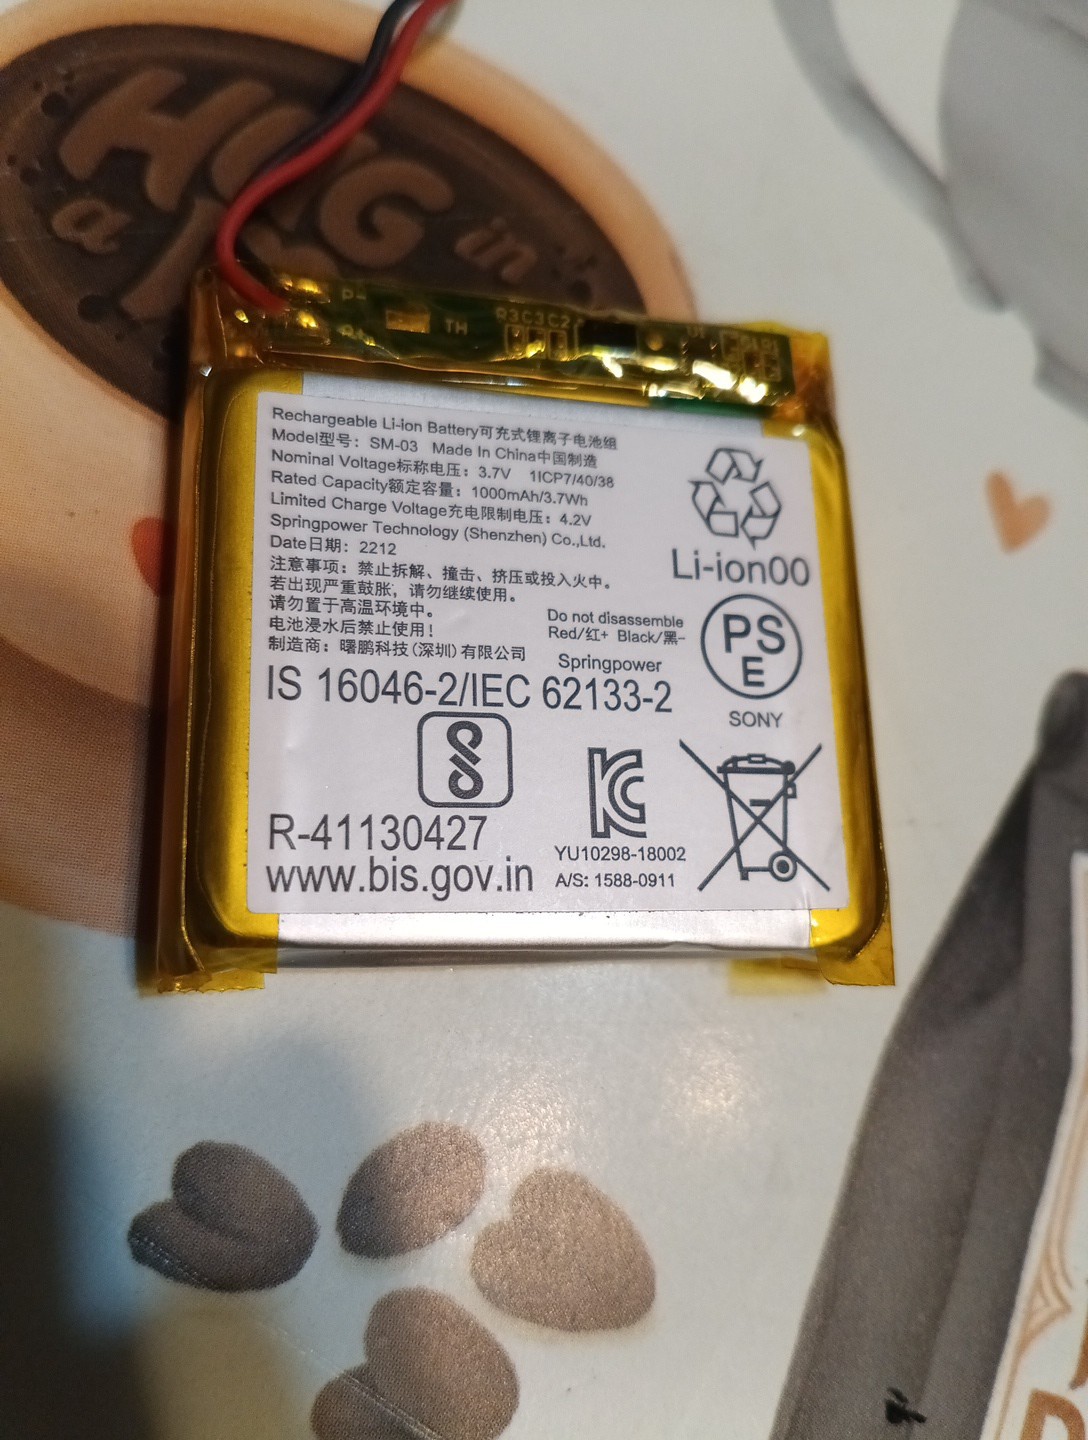 HUG
a
in
P-
P+
TH
R3C3C2
U1
Rechargeable Li-ion Battery可充式锂离子电池组
Model型号：SM-03 Made In China中国制造
Nominal Voltage标称电压：3.7V 1ICP7/40/38
Rated Capacity额定容量：1000mAh/3.7Wh
Limited Charge Voltage充电限制电压：4.2V
Springpower Technology (Shenzhen) Co.,Ltd.
Date日期：2212
注意事项：禁止拆解、撞击、挤压或投入火中。
若出现严重鼓胀，请勿继续使用。
请勿置于高温环境中。
电池浸水后禁止使用！
制造商：曙鹏科技(深圳)有限公司
Do not disassemble
Red/红+ Black/黑-
Springpower
Li-ion00
PS
E
SONY
IS 16046-2/IEC 62133-2
R-41130427
www.bis.gov.in
KC
YU10298-18002
A/S: 1588-0911